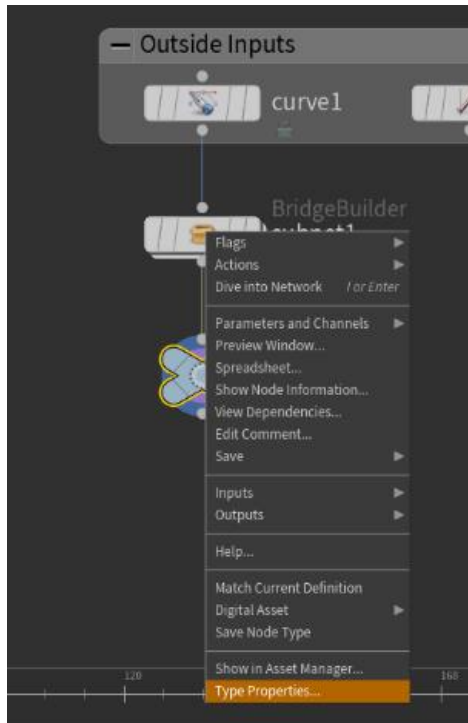 Outside Inputs
curve1
BridgeBuilder
subnet1
Flags
Actions
Dive into Network I or Enter
Parameters and Channels
Preview Window...
Spreadsheet...
Show Node Information...
View Dependencies...
Edit Comment...
Save
Inputs
Outputs
Help...
Match Current Definition
Digital Asset
Save Node Type
Show in Asset Manager...
120
168
Type Properties...